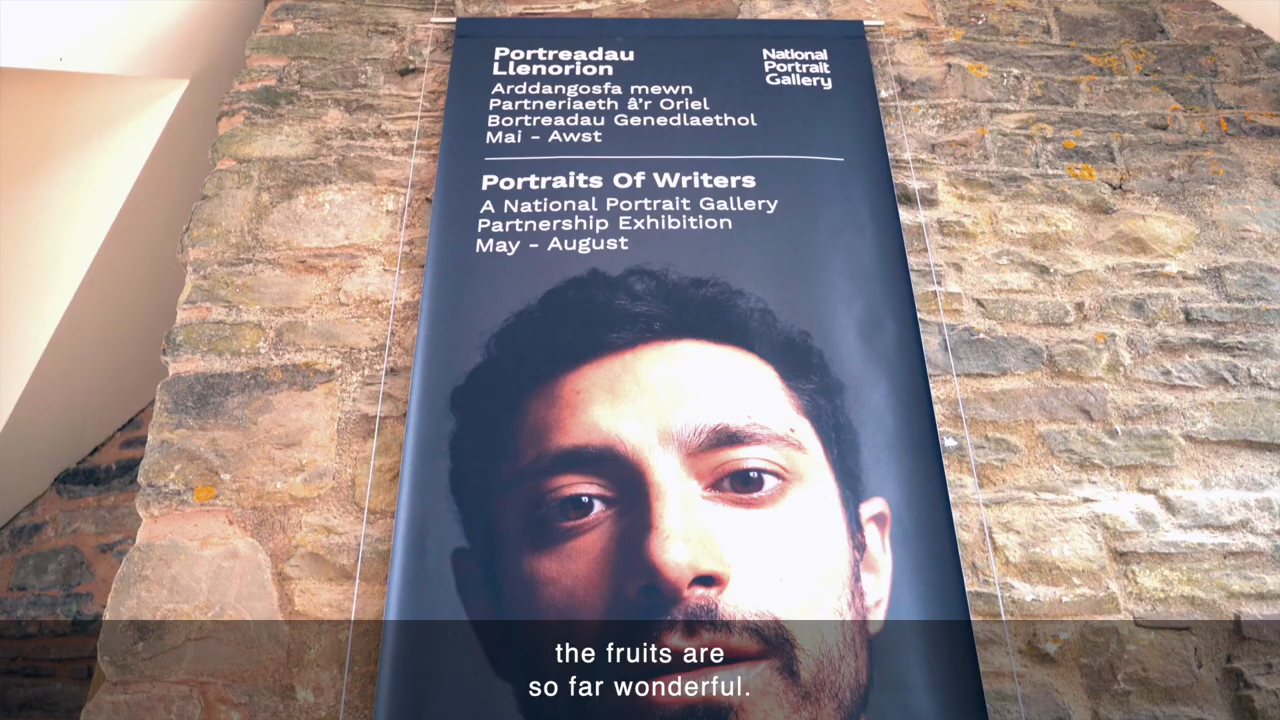 Portreadau
Llenorion
Arddangosfa mewn
Partneriaeth â'r Oriel
Bortreadau Genedlaethol
Mai - Awst
National
Portrait
Gallery
Portraits Of Writers
A National Portrait Gallery
Partnership Exhibition
May - August
the fruits are
so far wonderful.